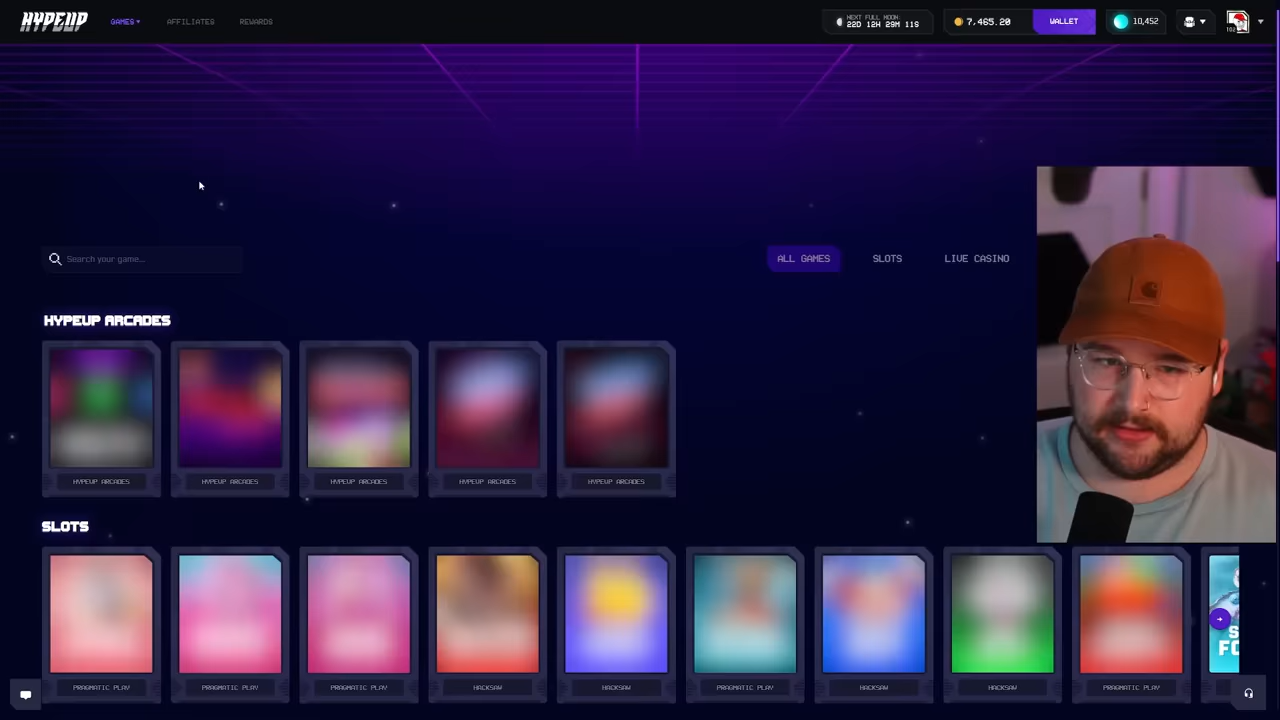 HYPEUP
GAMES
AFFILIATES
REWARDS
NEXT FULL MOON:
22D 12H 29M 11S
7,465.20
WALLET
10,452
Search your game...
ALL GAMES
SLOTS
LIVE CASINO
HYPEUP ARCADES
HYPEUP ARCADES
HYPEUP ARCADES
HYPEUP ARCADES
HYPEUP ARCADES
HYPEUP ARCADES
SLOTS
PRAGMATIC PLAY
PRAGMATIC PLAY
PRAGMATIC PLAY
HACKSAW
HACKSAW
PRAGMATIC PLAY
HACKSAW
HACKSAW
PRAGMATIC PLAY